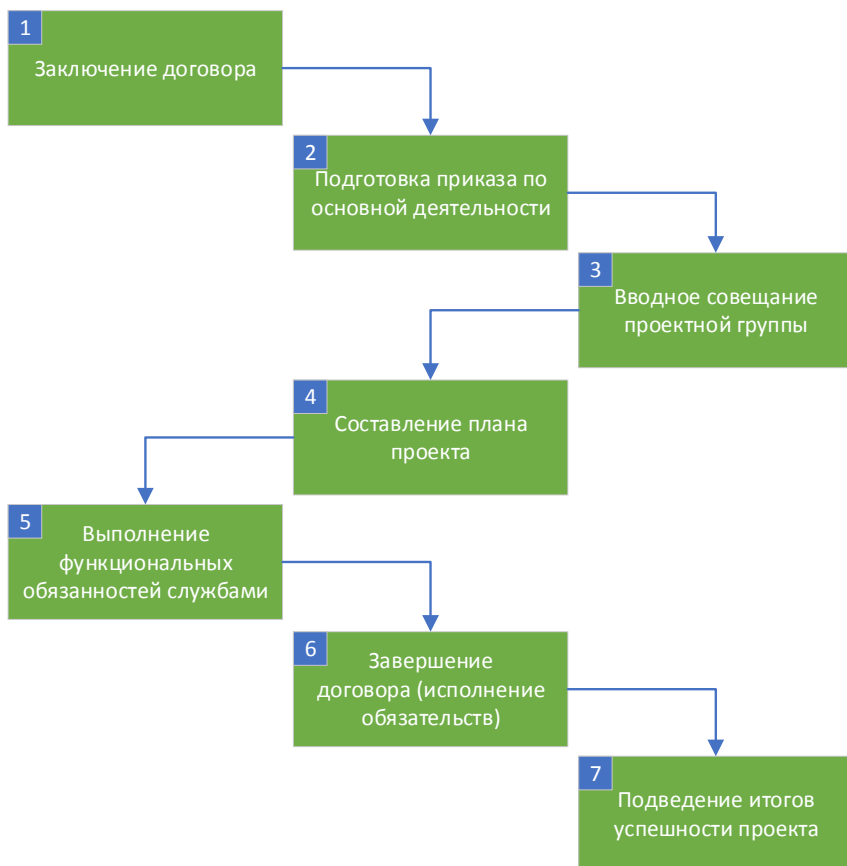 1
Заключение договора
2
Подготовка приказа по
основной деятельности
3
Вводное совещание
проектной группы
4
Составление плана
проекта
5
Выполнение
функциональных
обязанностей службами
6
Завершение
договора (исполнение
обязательств)
7
Подведение итогов
успешности проекта